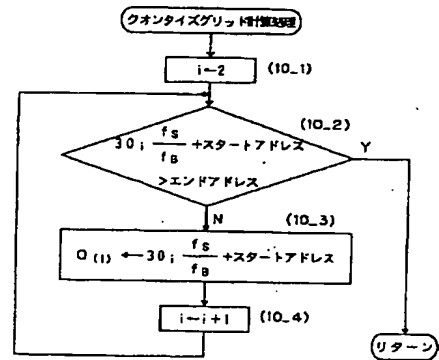 クオンタイズグリッド計算処理
i←2
(10_1)
(10_2)
30i fS/fB +スタートアドレス
>エンドアドレス
Y
N
(10_3)
Q(i) ←30i fS/fB +スタートアドレス
i←i+1
(10_4)
リターン